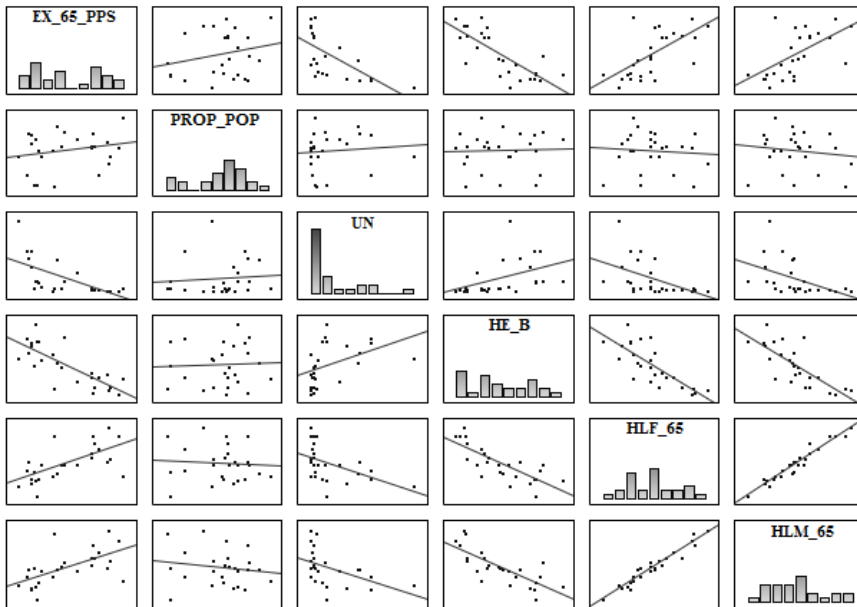 EX_65_PPS
PROP_POP
UN
HE_B
HLF_65
HLM_65